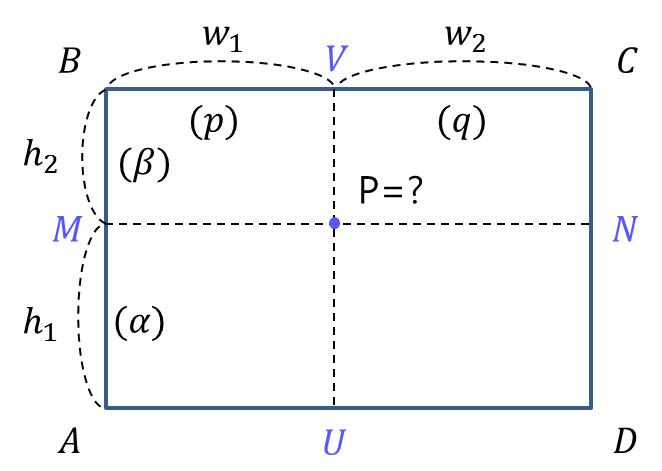 w₁ w₂
B V C
(p) (q)
h₂ (β)
P=?
M N
h₁ (α)
A U D